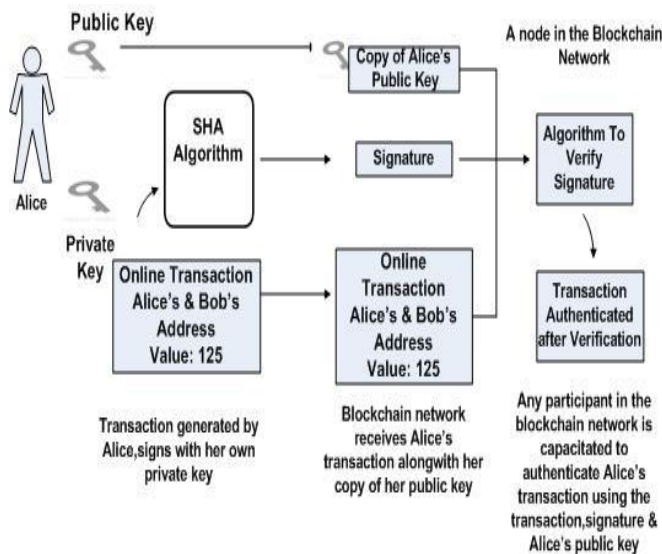 Public Key
Alice
Private
Key
SHA
Algorithm
Online Transaction
Alice's & Bob's
Address
Value: 125
Transaction generated by
Alice,signs with her own
private key
Copy of Alice's
Public Key
Signature
Online
Transaction
Alice's & Bob's
Address
Value: 125
Blockchain network
receives Alice's
transaction alongwith her
copy of her public key
A node in the Blockchain
Network
Algorithm To
Verify
Signature
Transaction
Authenticated
after Verification
Any participant in the
blockchain network is
capacitated to
authenticate Alice's
transaction using the
transaction,signature &
Alice's public key